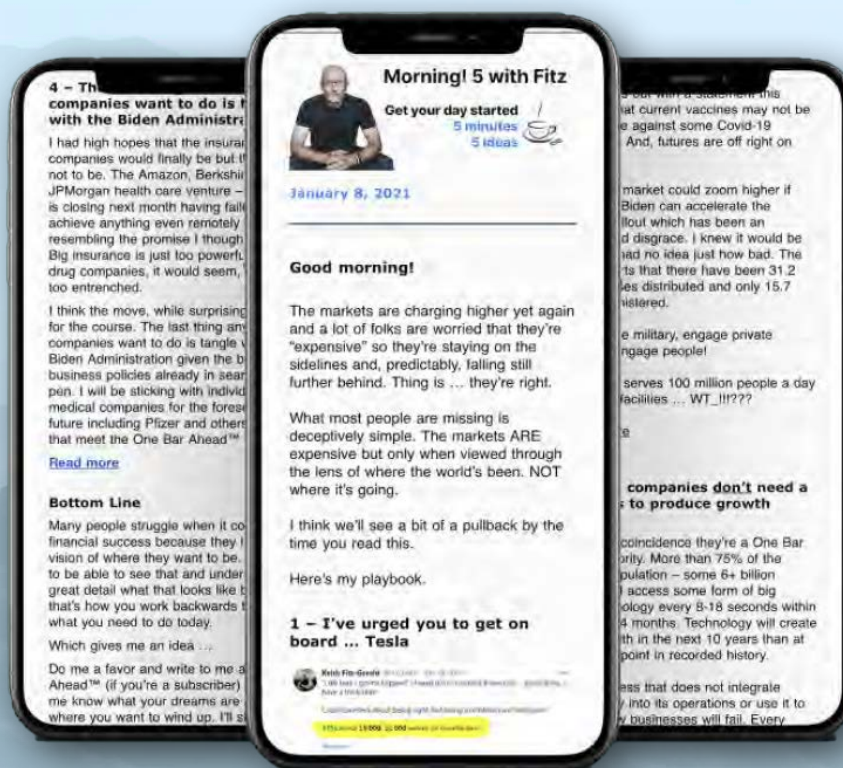 4 – Th
companies want to do is t
with the Biden Administra
I had high hopes that the insurar
companies would finally be but t
not to be. The Amazon, Berkshir
JPMorgan health care venture –
is closing next month having faile
achieve anything even remotely
resembling the promise I though
Big insurance is just too powerfu
drug companies, it would seem,
too entrenched.
I think the move, while surprising
for the course. The last thing any
companies want to do is tangle v
Biden Administration given the b
business policies already in sear
pen. I will be sticking with individ
medical companies for the forese
future including Pfizer and others
that meet the One Bar Ahead™
Read more
Bottom Line
Many people struggle when it co
financial success because they l
vision of where they want to be.
to be able to see that and under
great detail what that looks like b
that's how you work backwards t
what you need to do today.
Which gives me an idea ...
Do me a favor and write to me a
Ahead™ (if you're a subscriber)
me know what your dreams are
where you want to wind up. I'll s
Morning! 5 with Fitz
Get your day started
5 minutes
5 ideas
January 8, 2021
Good morning!
The markets are charging higher yet again
and a lot of folks are worried that they're
"expensive" so they're staying on the
sidelines and, predictably, falling still
further behind. Thing is ... they're right.
What most people are missing is
deceptively simple. The markets ARE
expensive but only when viewed through
the lens of where the world's been. NOT
where it's going.
I think we'll see a bit of a pullback by the
time you read this.
Here's my playbook.
1 – I've urged you to get on
board ... Tesla
Keith Fitz-Gerald
s out with a statement this
at current vaccines may not be
e against some Covid-19
And, futures are off right on
market could zoom higher if
Biden can accelerate the
llout which has been an
d disgrace. I knew it would be
had no idea just how bad. The
ts that there have been 31.2
es distributed and only 15.7
nistered.
e military, engage private
ngage people!
serves 100 million people a day
facilities ... WT_!!!???
e
companies don't need a
s to produce growth
coincidence they're a One Bar
ority. More than 75% of the
pulation – some 6+ billion
l access some form of big
ology every 8-18 seconds within
4 months. Technology will create
th in the next 10 years than at
point in recorded history.
ess that does not integrate
y into its operations or use it to
y businesses will fail. Every